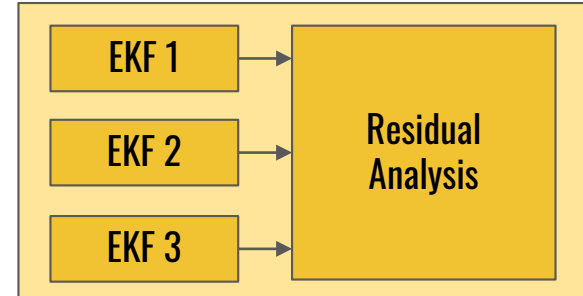 EKF 1
EKF 2
EKF 3
Residual
Analysis